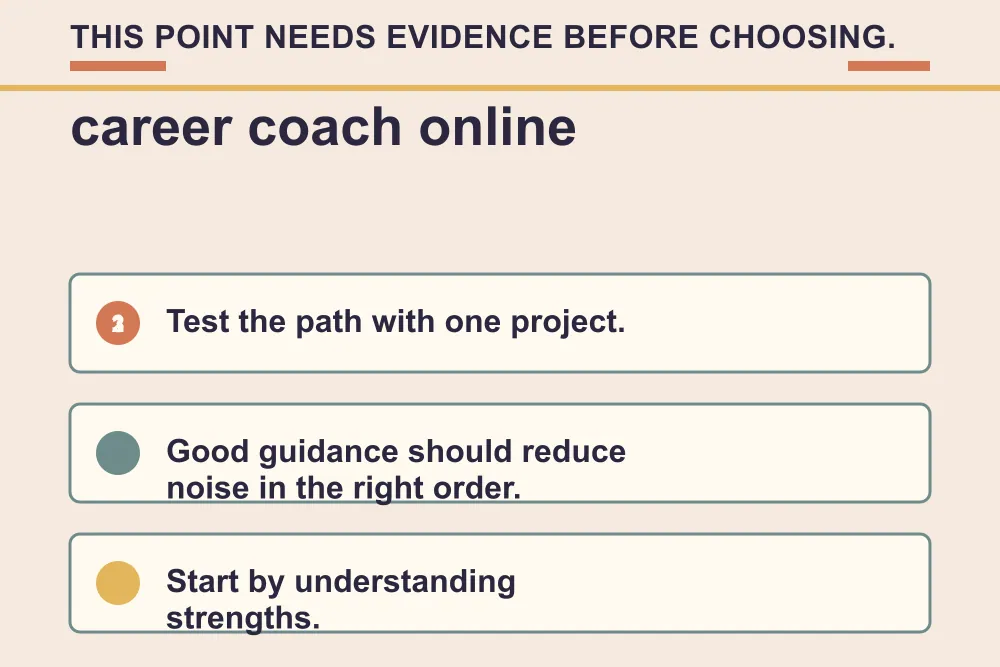 THIS POINT NEEDS EVIDENCE BEFORE CHOOSING.
career coach online
Test the path with one project.
Good guidance should reduce
noise in the right order.
Start by understanding
strengths.